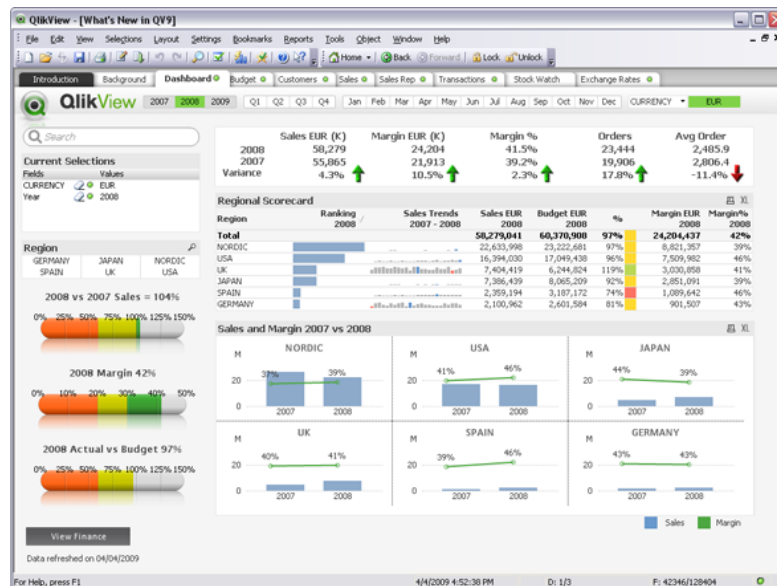 QlikView - [What's New in QV9]
File Edit View Selections Layout Settings Bookmarks Reports Tools Object Window Help
Home Back Forward Lock Unlock
Introduction Background Dashboard Budget Customers Sales Sales Rep Transactions Stock Watch Exchange Rates
QlikView 2007 2008 2009 Q1 Q2 Q3 Q4 Jan Feb Mar Apr May Jun Jul Aug Sep Oct Nov Dec CURRENCY EUR
Search
Current Selections
Fields Values
CURRENCY EUR
Year 2008
Region
GERMANY JAPAN NORDIC
SPAIN UK USA
2008 vs 2007 Sales = 104%
0% 25% 50% 75% 100% 125% 150%
2008 Margin 42%
0% 10% 20% 30% 40% 50%
2008 Actual vs Budget 97%
0% 25% 50% 75% 100% 125% 150%
View Finance
Data refreshed on 04/04/2009
Sales EUR (K) Margin EUR (K) Margin % Orders Avg Order
2008 58,279 24,204 41.5% 23,444 2,485.9
2007 55,865 21,913 39.2% 19,906 2,806.4
Variance 4.3% 10.5% 2.3% 17.8% -11.4%
Regional Scorecard XL
Region Ranking 2008 Sales Trends 2007 - 2008 Sales EUR 2008 Budget EUR 2008 % Margin EUR 2008 Margin% 2008
Total 58,279,041 60,370,908 97% 24,204,437 42%
NORDIC 22,633,998 23,222,681 97% 8,821,357 39%
USA 16,394,030 17,049,438 96% 7,509,982 46%
UK 7,404,419 6,244,824 119% 3,030,858 41%
JAPAN 7,386,439 8,065,209 92% 2,851,091 39%
SPAIN 2,359,194 3,187,172 74% 1,089,642 46%
GERMANY 2,100,962 2,601,584 81% 901,507 43%
Sales and Margin 2007 vs 2008 XL
NORDIC USA JAPAN
M M M
37% 39% 41% 46% 44% 39%
20 20 20
0 0 0
2007 2008 2007 2008 2007 2008
UK SPAIN GERMANY
M M M
40% 41% 39% 46% 43% 43%
20 20 20
0 0 0
2007 2008 2007 2008 2007 2008
Sales Margin
For Help, press F1 4/4/2009 4:52:38 PM D: 1/3 F: 42346/128404